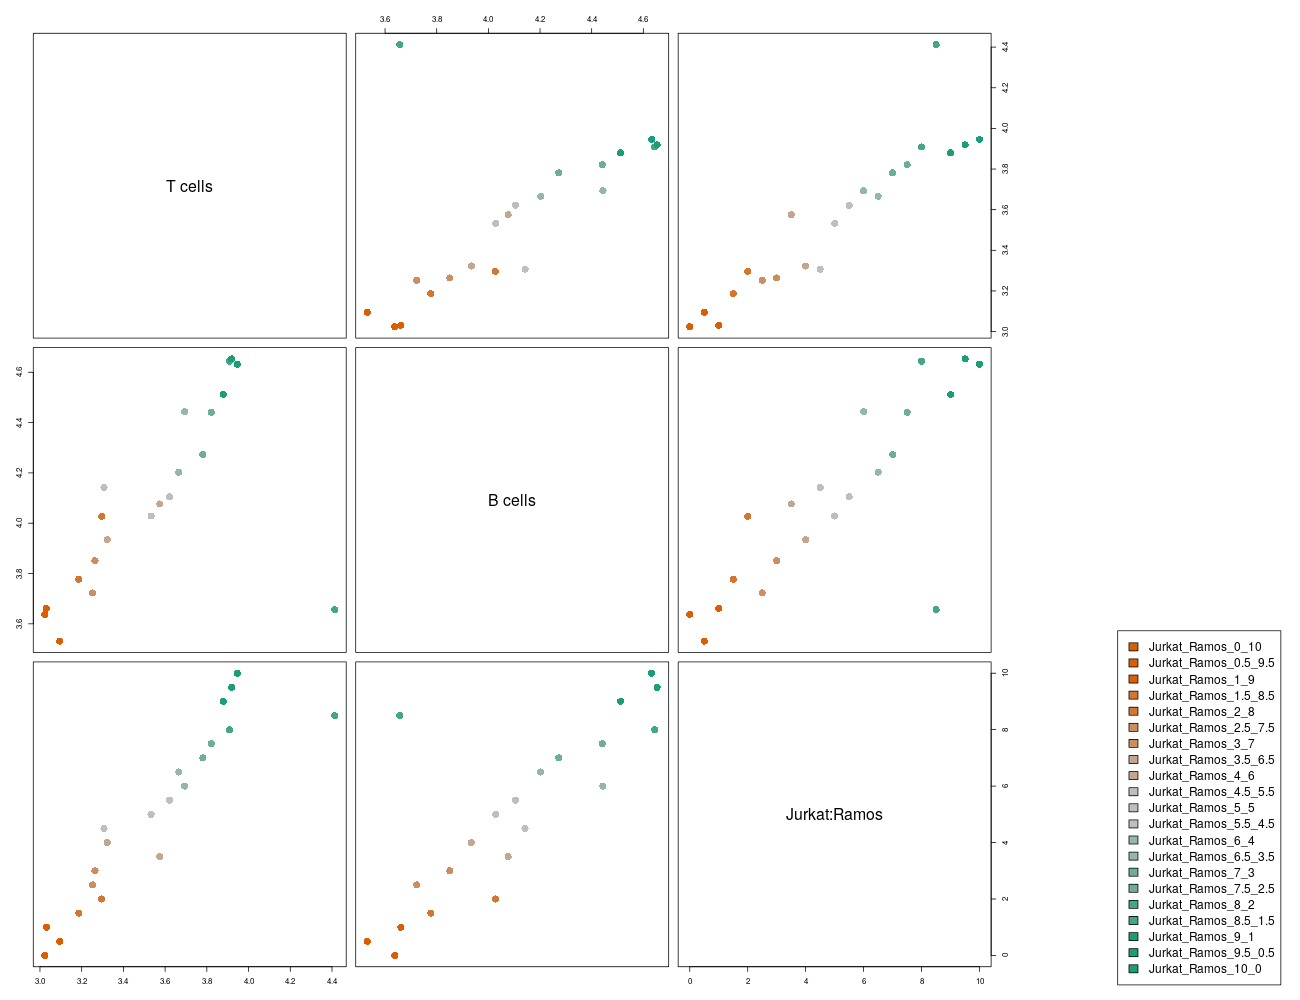 3.6 3.8 4.0 4.2 4.4 4.6
T cells
3.0 3.2 3.4 3.6 3.8 4.0 4.2 4.4
3.6 3.8 4.0 4.2 4.4 4.6
B cells
Jurkat:Ramos
0 2 4 6 8 10
3.0 3.2 3.4 3.6 3.8 4.0 4.2 4.4
0 2 4 6 8 10
Jurkat_Ramos_0_10
Jurkat_Ramos_0.5_9.5
Jurkat_Ramos_1_9
Jurkat_Ramos_1.5_8.5
Jurkat_Ramos_2_8
Jurkat_Ramos_2.5_7.5
Jurkat_Ramos_3_7
Jurkat_Ramos_3.5_6.5
Jurkat_Ramos_4_6
Jurkat_Ramos_4.5_5.5
Jurkat_Ramos_5_5
Jurkat_Ramos_5.5_4.5
Jurkat_Ramos_6_4
Jurkat_Ramos_6.5_3.5
Jurkat_Ramos_7_3
Jurkat_Ramos_7.5_2.5
Jurkat_Ramos_8_2
Jurkat_Ramos_8.5_1.5
Jurkat_Ramos_9_1
Jurkat_Ramos_9.5_0.5
Jurkat_Ramos_10_0